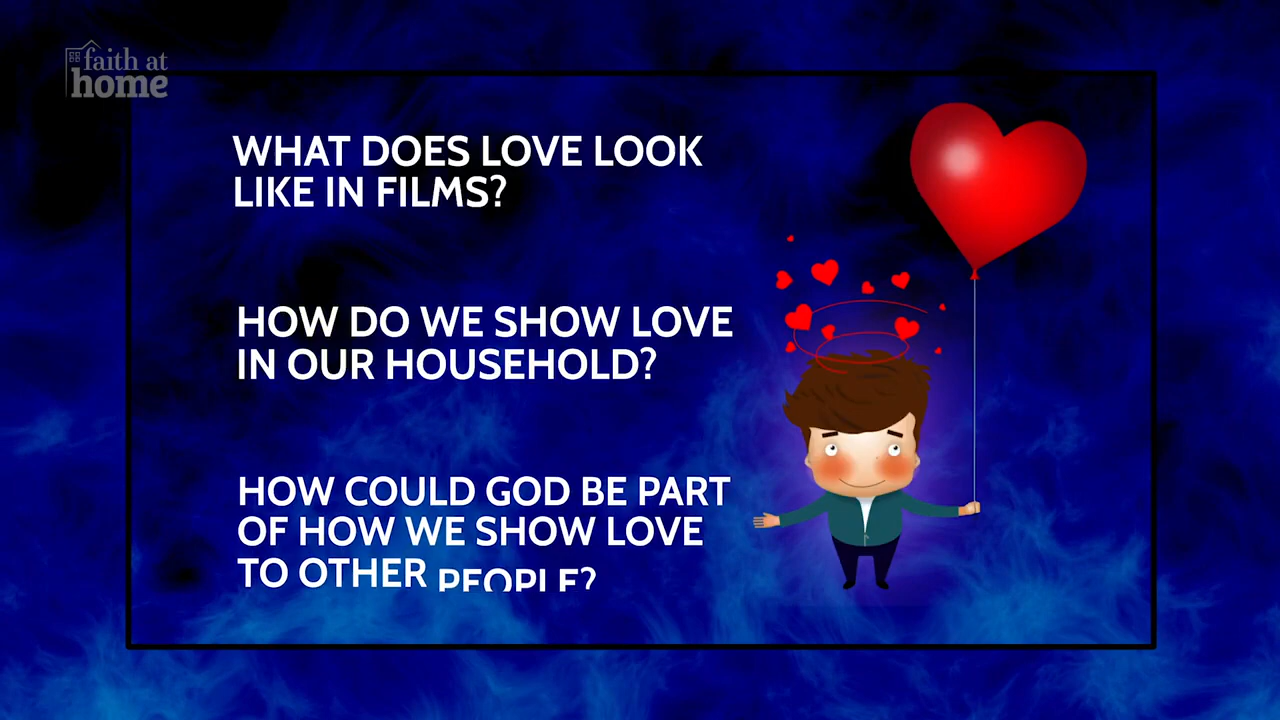 faith at
home
WHAT DOES LOVE LOOK
LIKE IN FILMS?
HOW DO WE SHOW LOVE
IN OUR HOUSEHOLD?
HOW COULD GOD BE PART
OF HOW WE SHOW LOVE
TO OTHER PEOPLE?